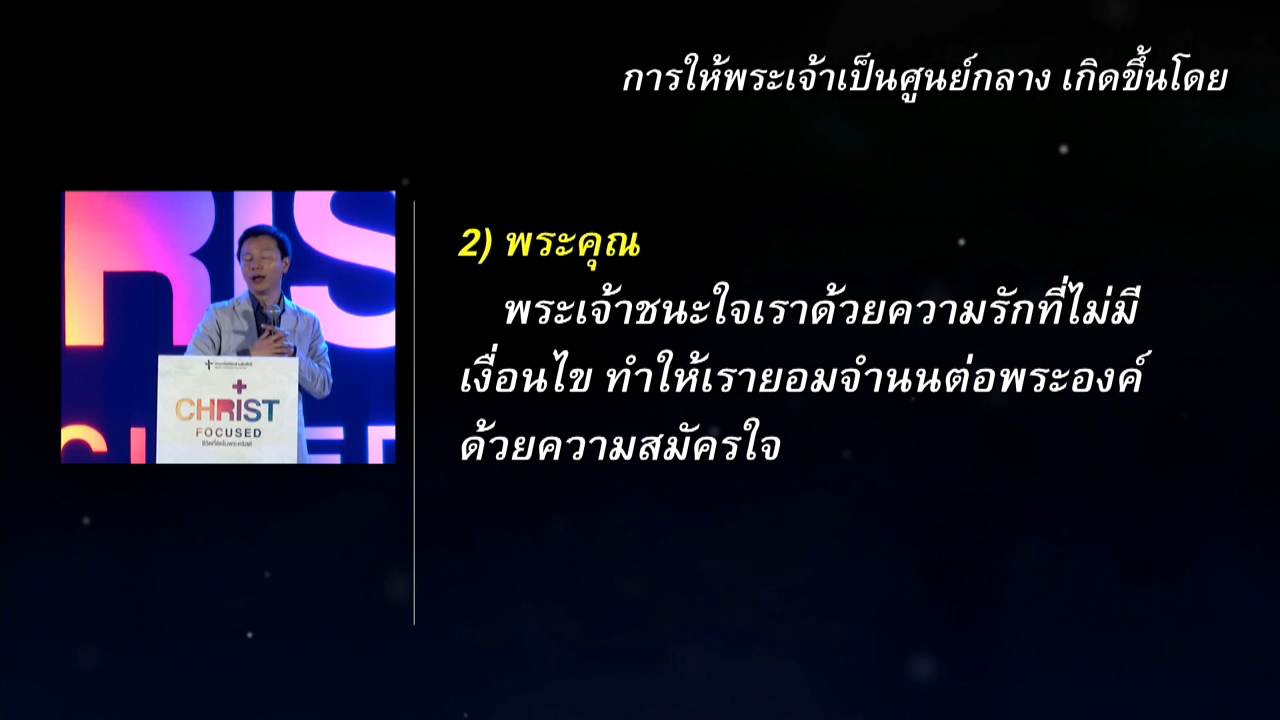 การให้พระเจ้าเป็นศูนย์กลาง เกิดขึ้นโดย
2) พระคุณ
พระเจ้าชนะใจเราด้วยความรักที่ไม่มี
เงื่อนไข ทำให้เรายอมจำนนต่อพระองค์
ด้วยความสมัครใจ
RIS
CHRIST
FOCUSED